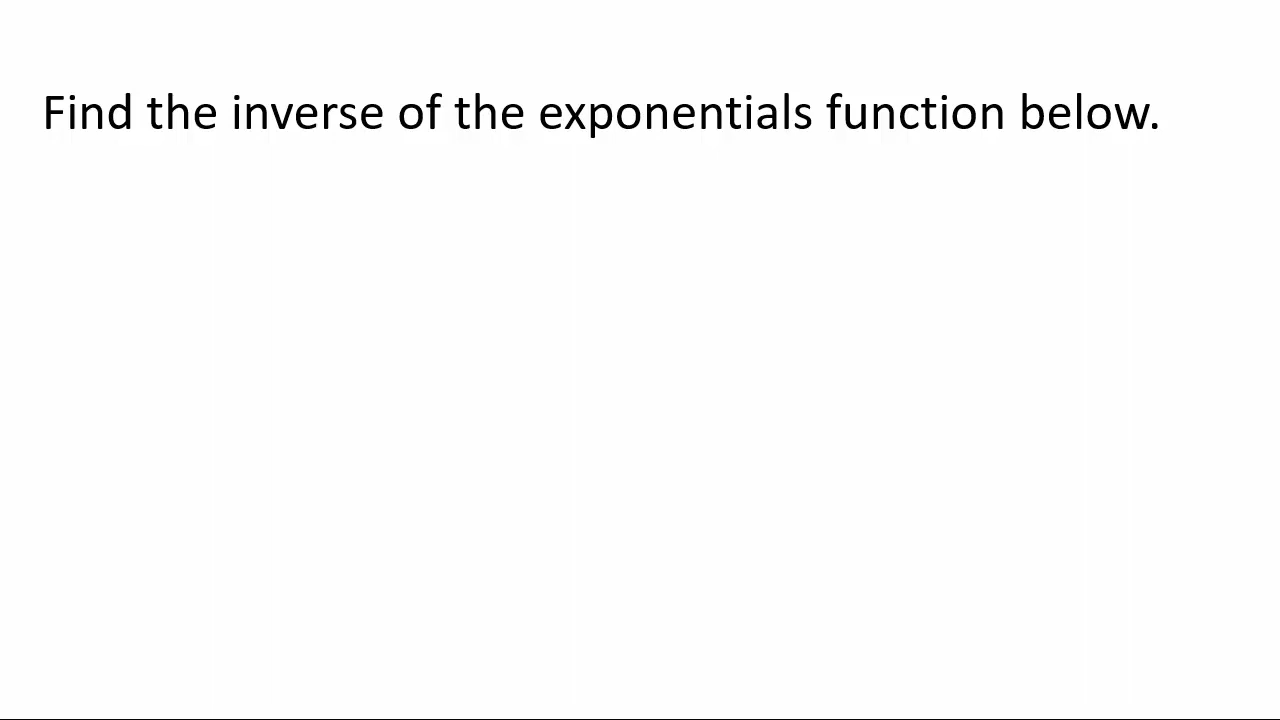 Find the inverse of the exponentials function below.